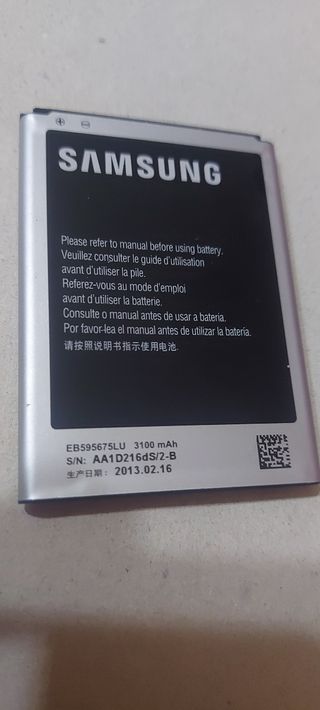 + -
SAMSUNG
Please refer to manual before using battery.
Veuillez consulter le guide d'utilisation
avant d'utiliser la pile.
Referez-vous au mode d'emploi
avant d'utiliser la batterie.
Consulte o manual antes de usar a bateria.
Por favor-lea el manual antes de utilizar la batería.
请按照说明书指示使用电池.
EB595675LU 3100 mAh
S/N: AA1D216dS/2-B
生产日期: 2013.02.16